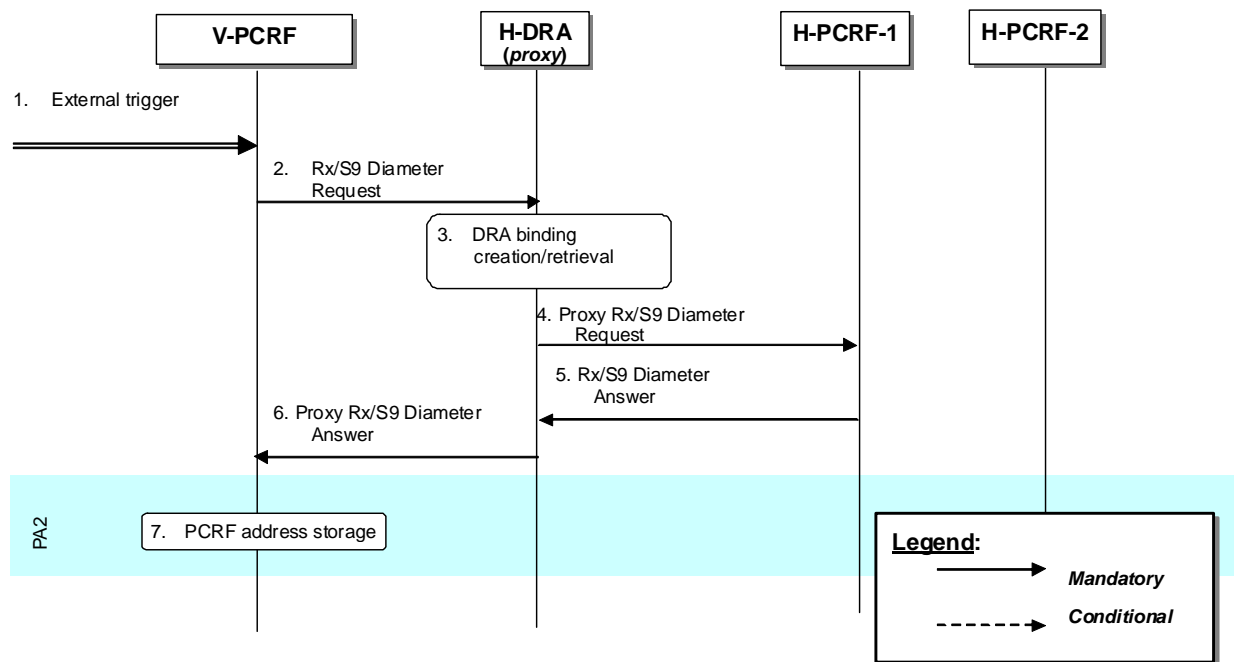 V-PCRF
H-DRA
(proxy)
H-PCRF-1
H-PCRF-2
1. External trigger
2. Rx/S9 Diameter
Request
3. DRA binding
creation/retrieval
4. Proxy Rx/S9 Diameter
Request
5. Rx/S9 Diameter
Answer
6. Proxy Rx/S9 Diameter
Answer
PA2
7. PCRF address storage
Legend:
Mandatory
Conditional